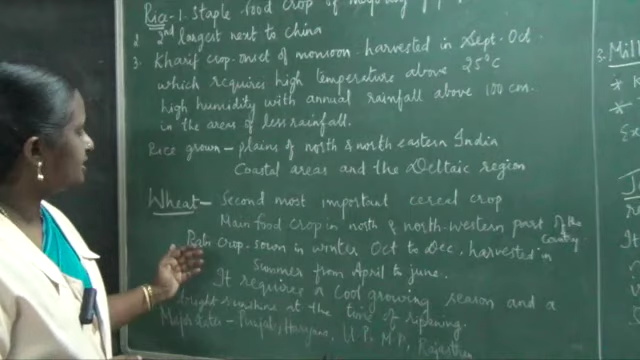 Rice - 1. Staple food crop of majority
2. 2nd largest next to china
3. Kharif crop - onset of monsoon harvested in Sept - Oct.
which requires high temperature above 25°C
high humidity with annual rainfall above 100 cm.
in the areas of less rainfall.
Rice grown - plains of north & north eastern India
Coastal areas and the Deltaic region
Wheat - Second most important cereal crop
Main food crop in north & north-western part of the
country
Rabi crop - sown in winter Oct to Dec. harvested in
Summer from April to june.
It requires a cool growing season and a
bright sunshine at the time of ripening.
Major states - Punjab, Haryana, U.P, M.P, Rajasthan
3. Mill